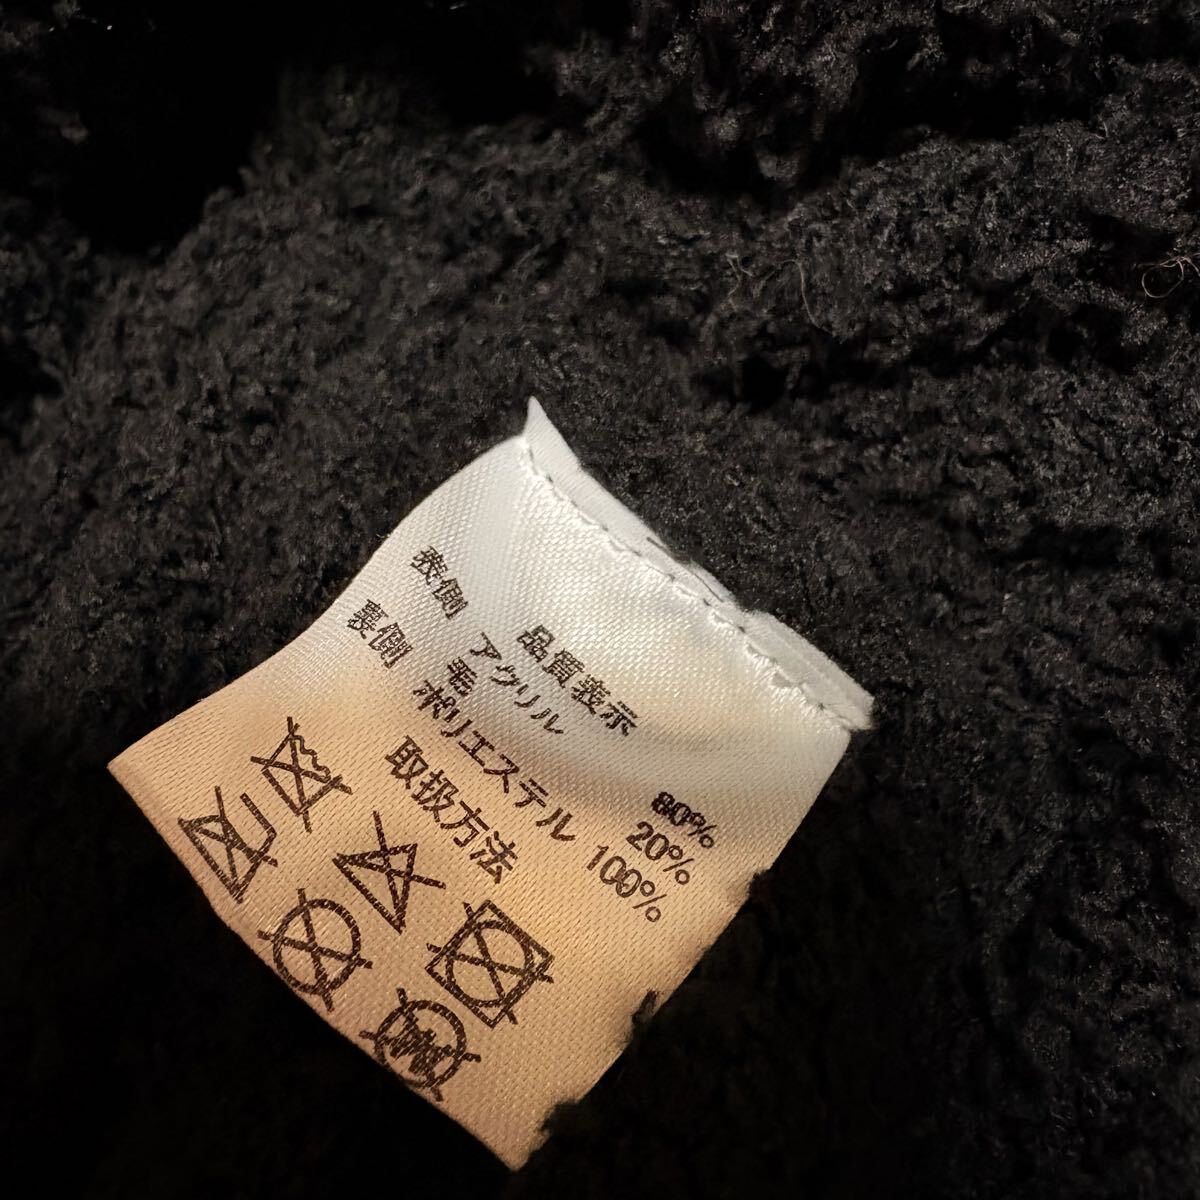 品質表示
表側 アクリル 80%
毛 20%
裏側 ポリエステル 100%
取扱方法